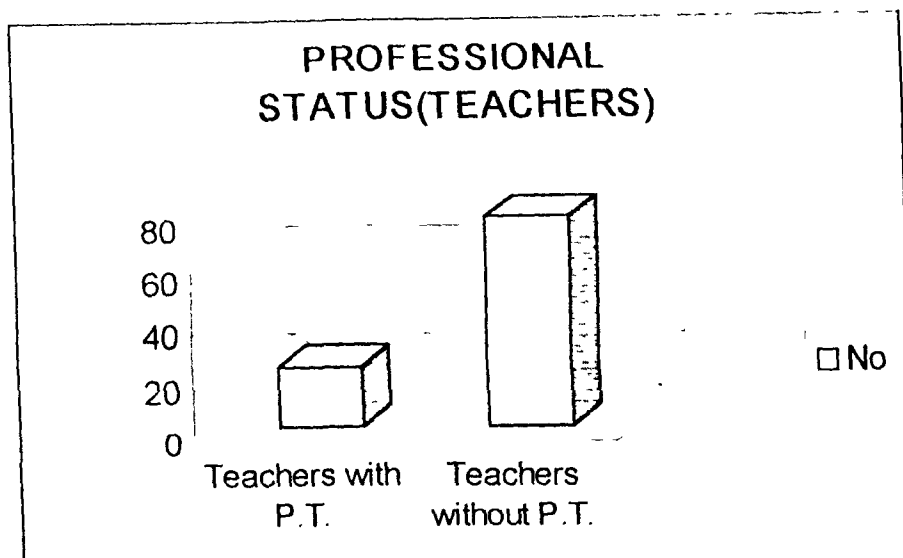 PROFESSIONAL
STATUS(TEACHERS)
80
60
40
20
0
Teachers with
P.T.
Teachers
without P.T.
No